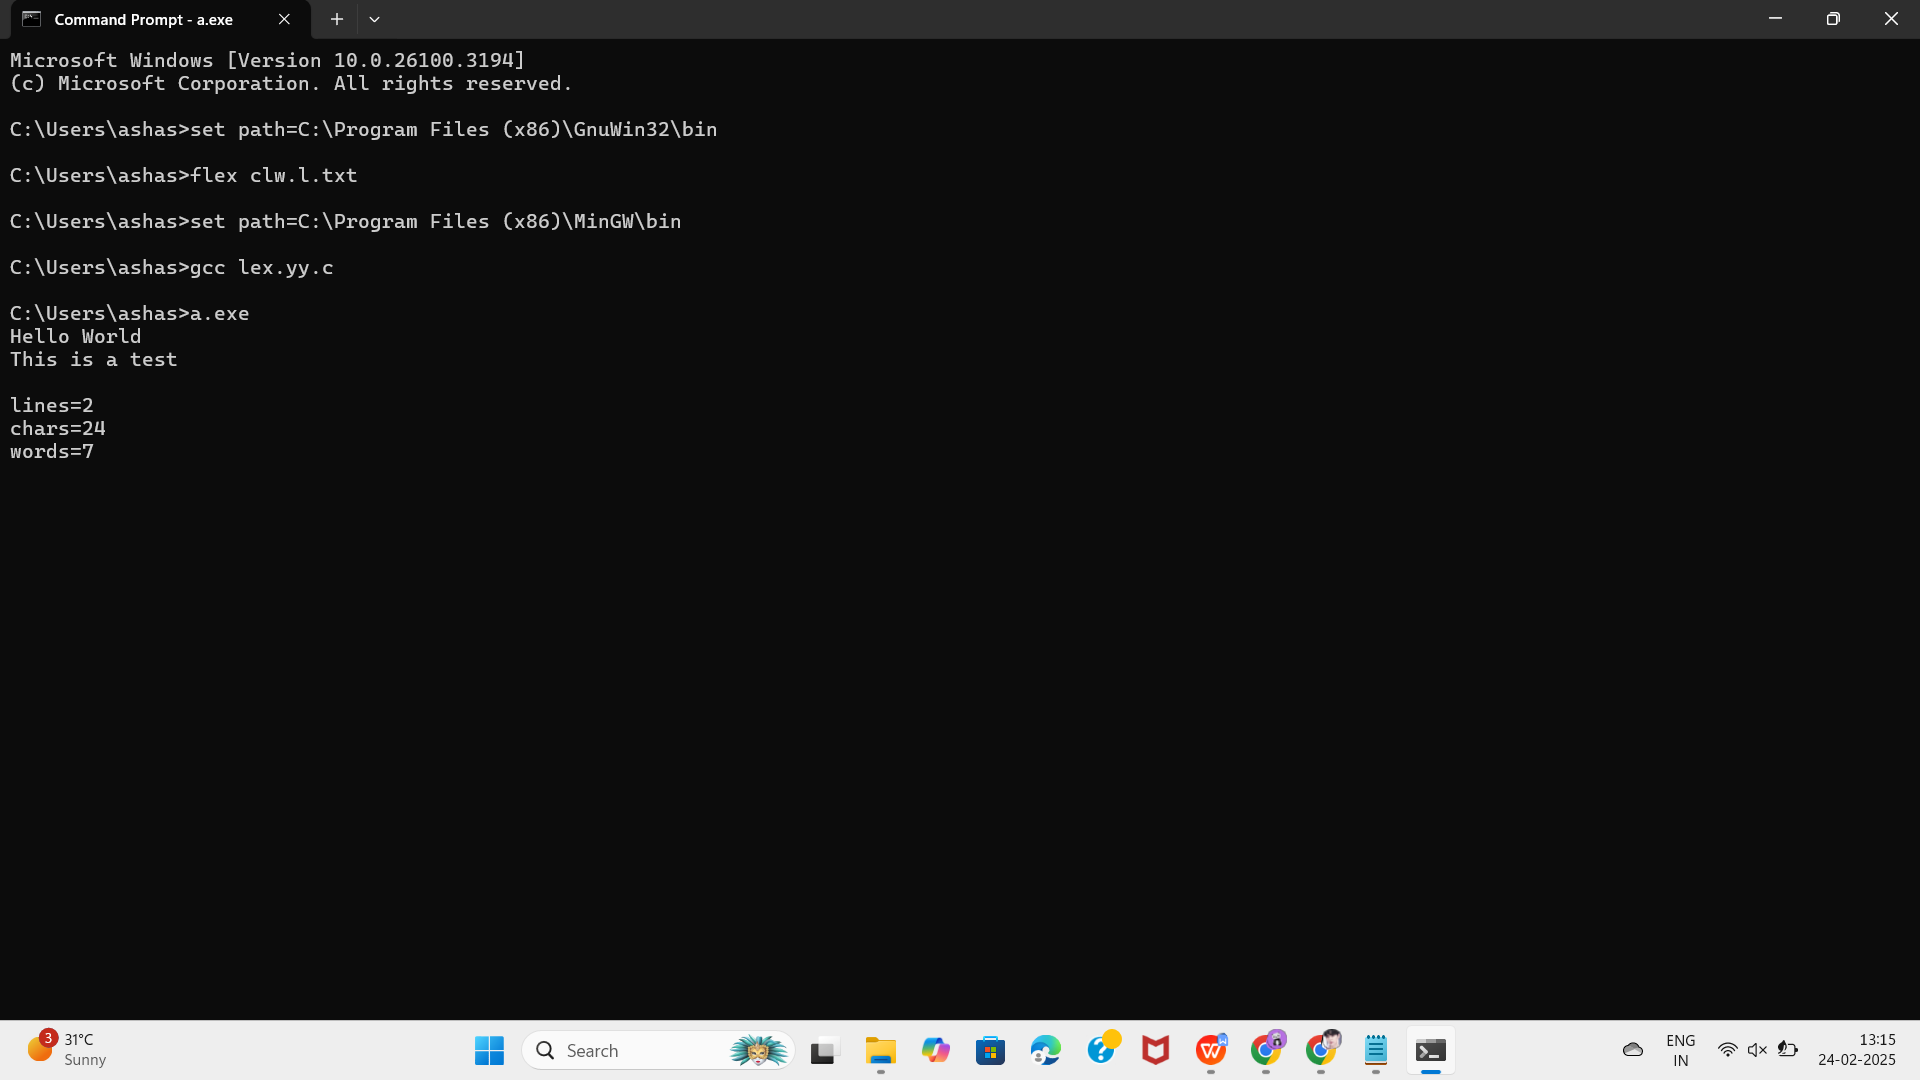 Command Prompt - a.exe
Microsoft Windows [Version 10.0.26100.3194]
(c) Microsoft Corporation. All rights reserved.
C:\Users\ashas>set path=C:\Program Files (x86)\GnuWin32\bin
C:\Users\ashas>flex clw.l.txt
C:\Users\ashas>set path=C:\Program Files (x86)\MinGW\bin
C:\Users\ashas>gcc lex.yy.c
C:\Users\ashas>a.exe
Hello World
This is a test
lines=2
chars=24
words=7
3
31°C
Sunny
Search
ENG
IN
13:15
24-02-2025